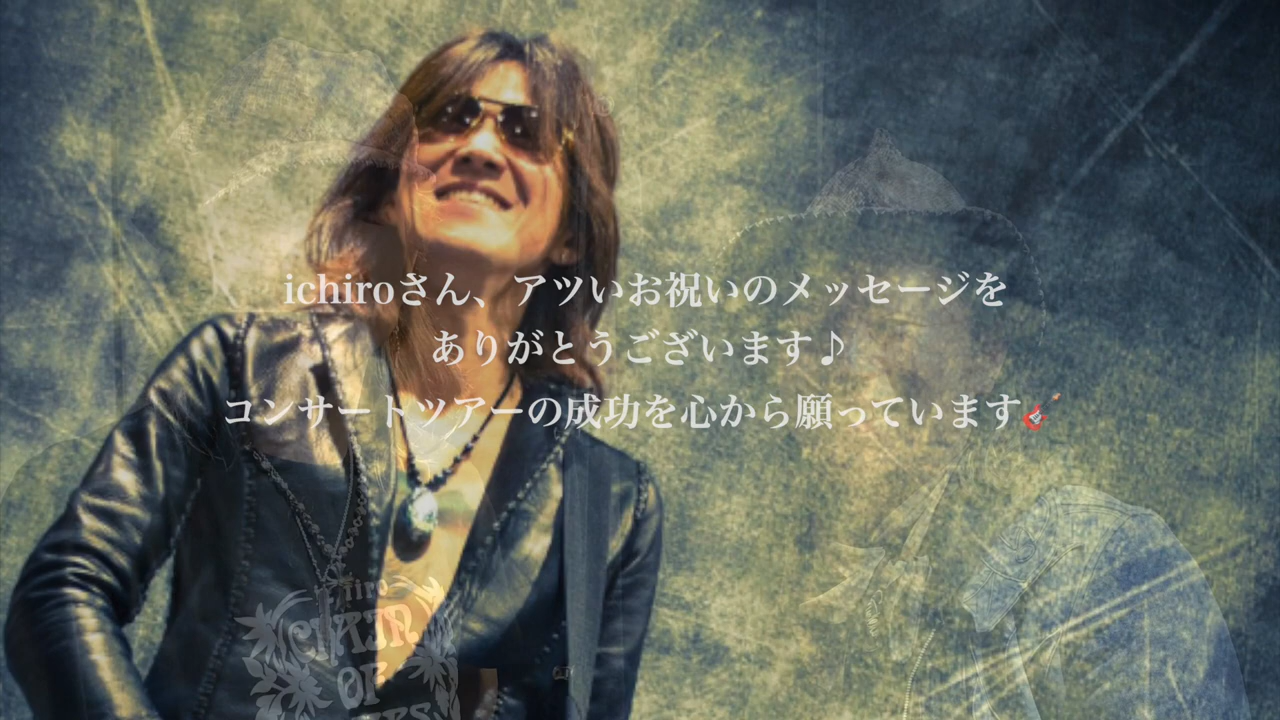 ichiroさん、アツいお祝いのメッセージを
ありがとうございます♪
コンサートツアーの成功を心から願っています🎸
OF